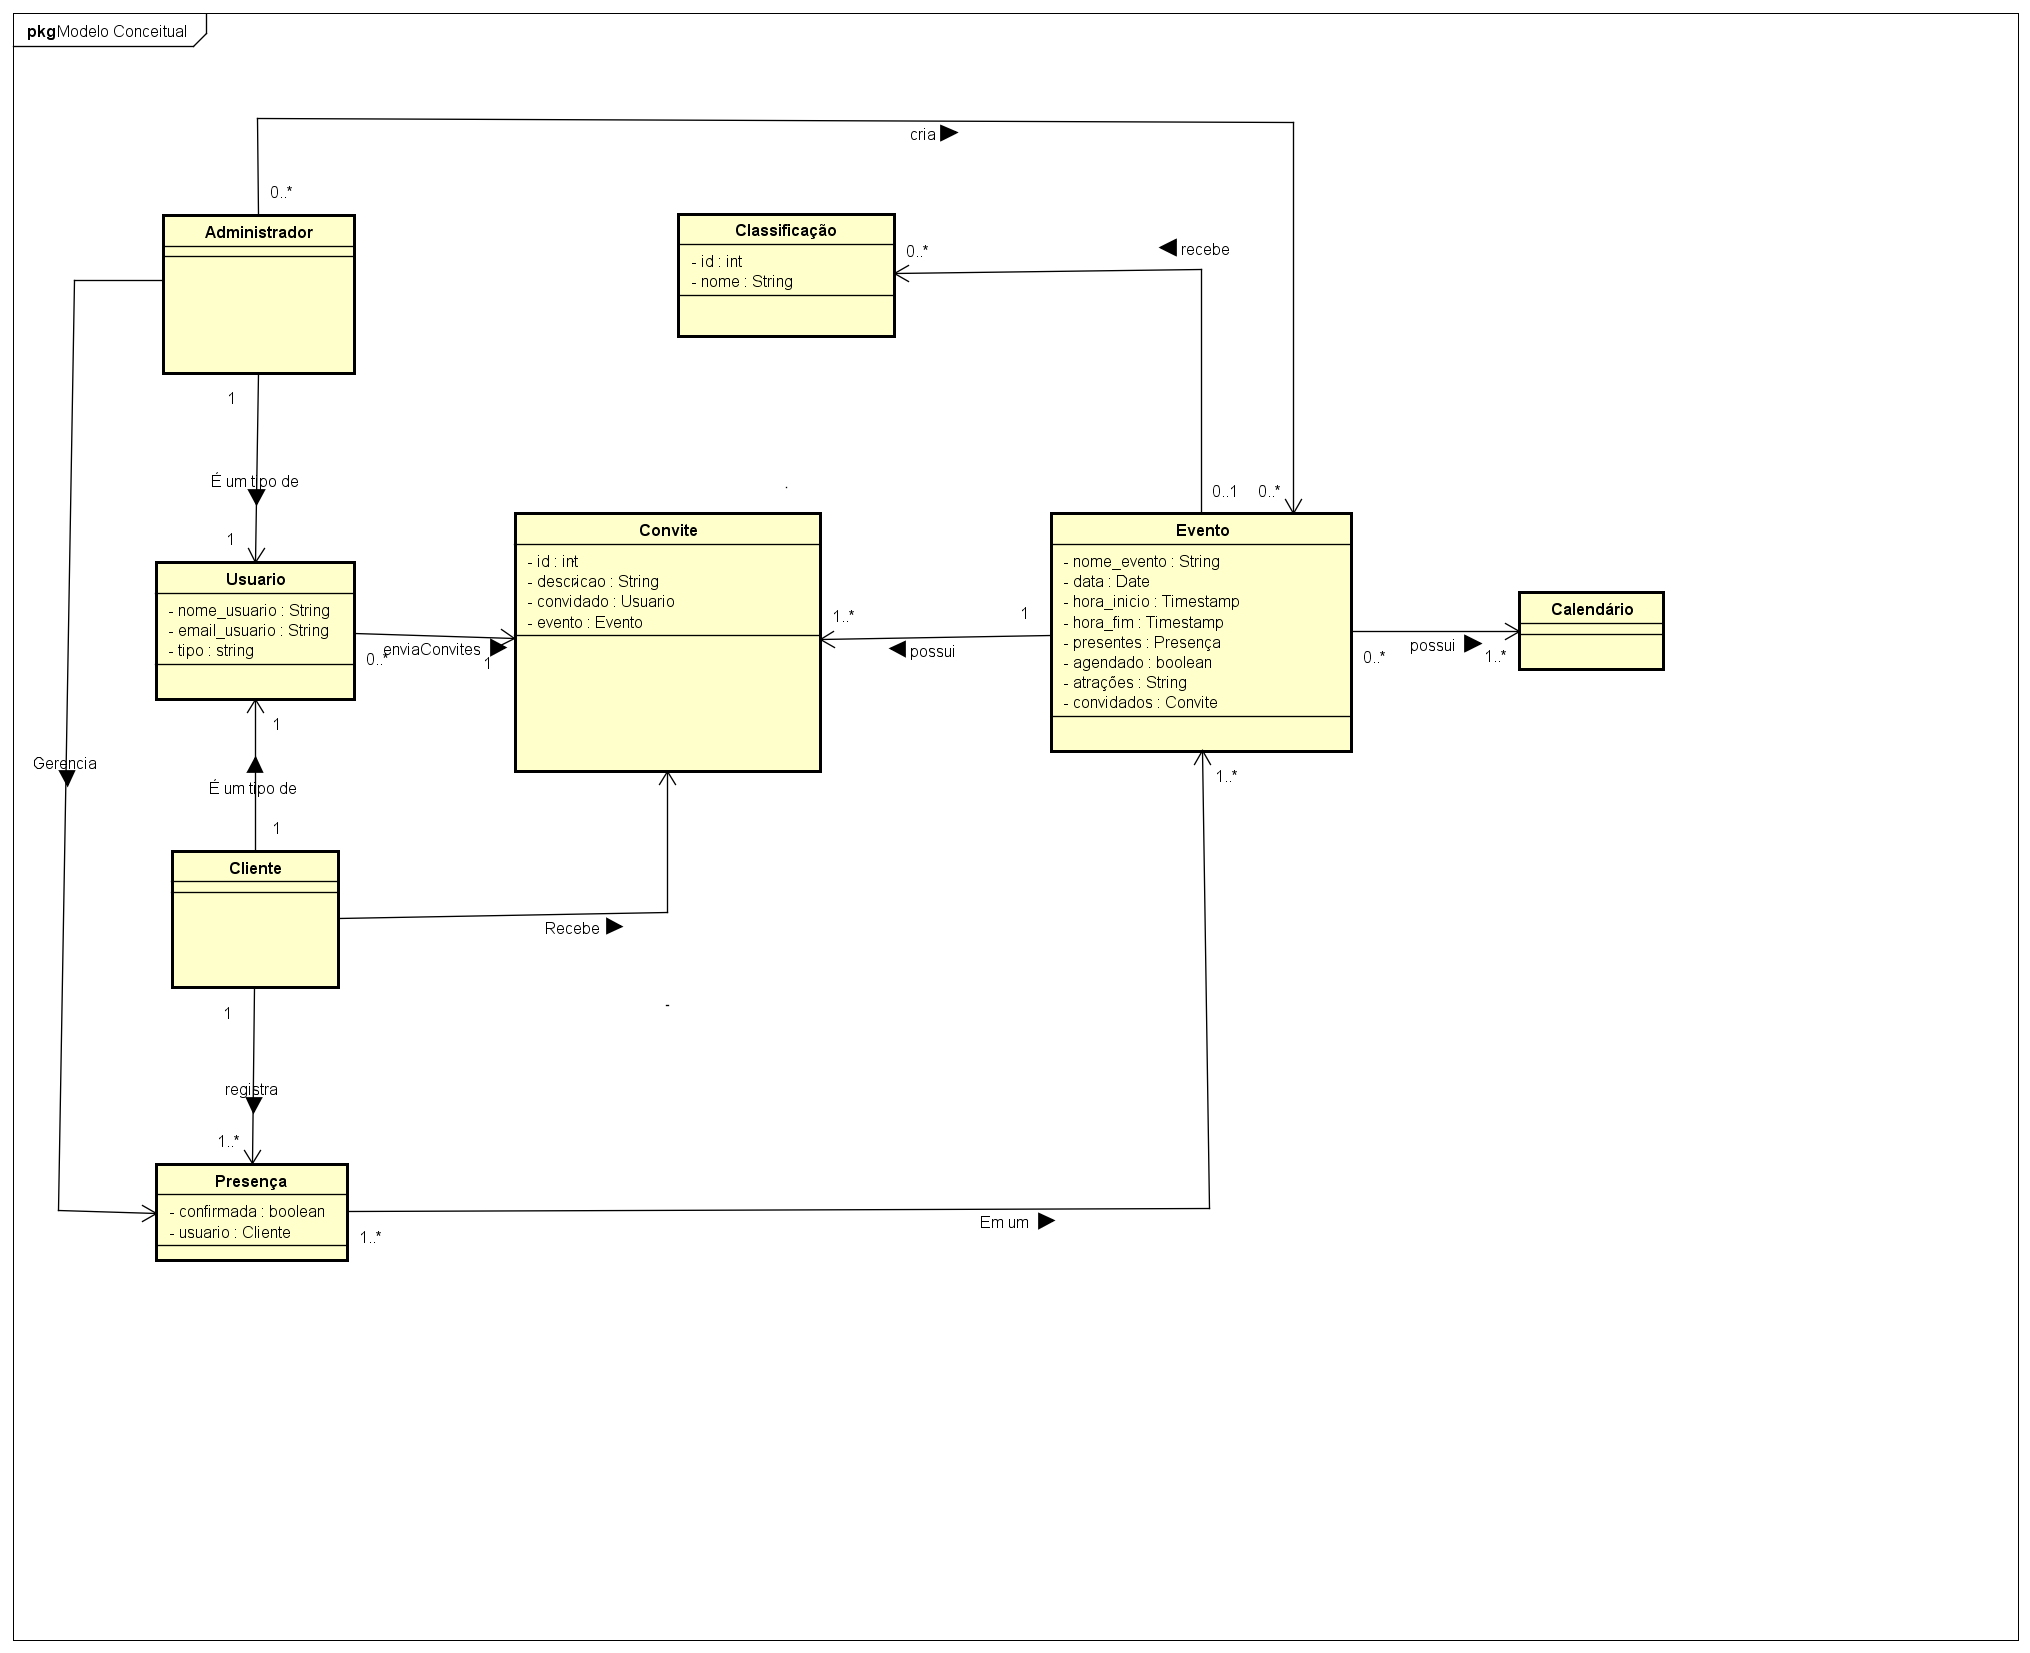 pkg Modelo Conceitual
cria
0..*
Administrador
Classificação
- id : int
- nome : String
0..*
recebe
1
É um tipo de
1
0..1
0..*
Usuario
- nome_usuario : String
- email_usuario : String
- tipo : string
0..*
enviaConvites
1
Convite
- id : int
- descricao : String
- convidado : Usuario
- evento : Evento
1..*
possui
1
Evento
- nome_evento : String
- data : Date
- hora_inicio : Timestamp
- hora_fim : Timestamp
- presentes : Presença
- agendado : boolean
- atrações : String
- convidados : Convite
0..*
possui
1..*
Calendário
1
Gerencia
É um tipo de
1
1..*
Cliente
Recebe
1
registra
1..*
Presença
- confirmada : boolean
- usuario : Cliente
1..*
Em um